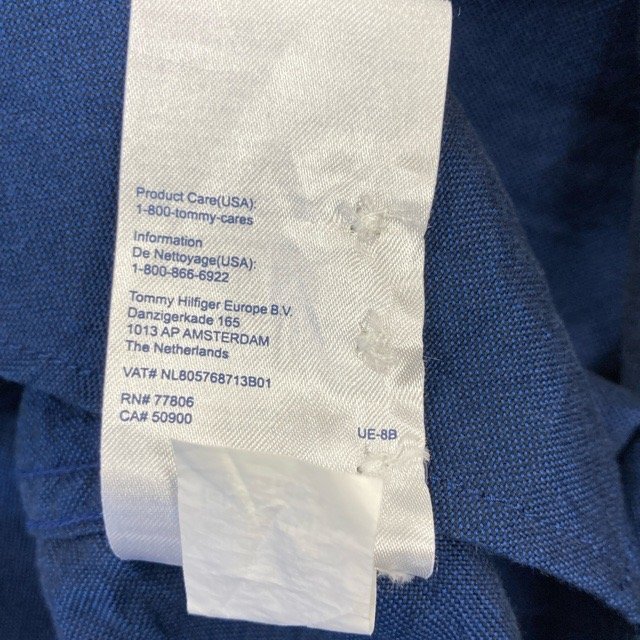 Product Care(USA):
1-800-tommy-cares
Information
De Nettoyage(USA):
1-800-866-6922
Tommy Hilfiger Europe B.V.
Danzigerkade 165
1013 AP AMSTERDAM
The Netherlands
VAT# NL805768713B01
RN# 77806
CA# 50900
UE-8B